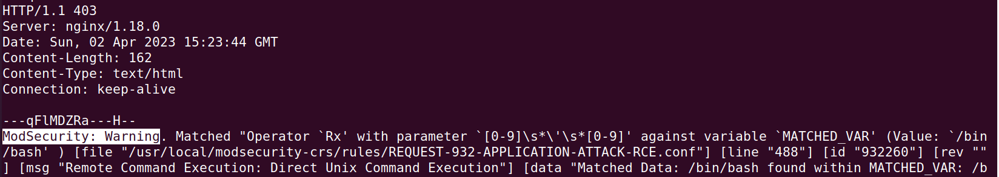 HTTP/1.1 403
Server: nginx/1.18.0
Date: Sun, 02 Apr 2023 15:23:44 GMT
Content-Length: 162
Content-Type: text/html
Connection: keep-alive
---qFlMDZRa---H--
ModSecurity: Warning. Matched "Operator `Rx' with parameter `[0-9]\s*\'\s*[0-9]' against variable `MATCHED_VAR' (Value: `/bin
/bash' ) [file "/usr/local/modsecurity-crs/rules/REQUEST-932-APPLICATION-ATTACK-RCE.conf"] [line "488"] [id "932260"] [rev ""
] [msg "Remote Command Execution: Direct Unix Command Execution"] [data "Matched Data: /bin/bash found within MATCHED_VAR: /b